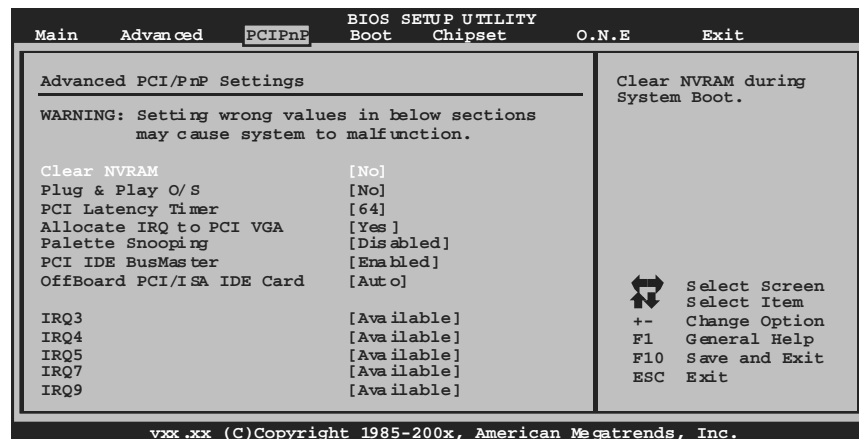 BIOS SETUP UTILITY
Main Advanced PCIPnP Boot Chipset O.N.E Exit
Advanced PCI/PnP Settings
WARNING: Setting wrong values in below sections
may cause system to malfunction.
Clear NVRAM [No]
Plug & Play O/S [No]
PCI Latency Timer [64]
Allocate IRQ to PCI VGA [Yes]
Palette Snooping [Disabled]
PCI IDE BusMaster [Enabled]
OffBoard PCI/ISA IDE Card [Auto]
IRQ3 [Available]
IRQ4 [Available]
IRQ5 [Available]
IRQ7 [Available]
IRQ9 [Available]
Clear NVRAM during
System Boot.
Select Screen
Select Item
+- Change Option
F1 General Help
F10 Save and Exit
ESC Exit
vxx.xx (C)Copyright 1985-200x, American Megatrends, Inc.